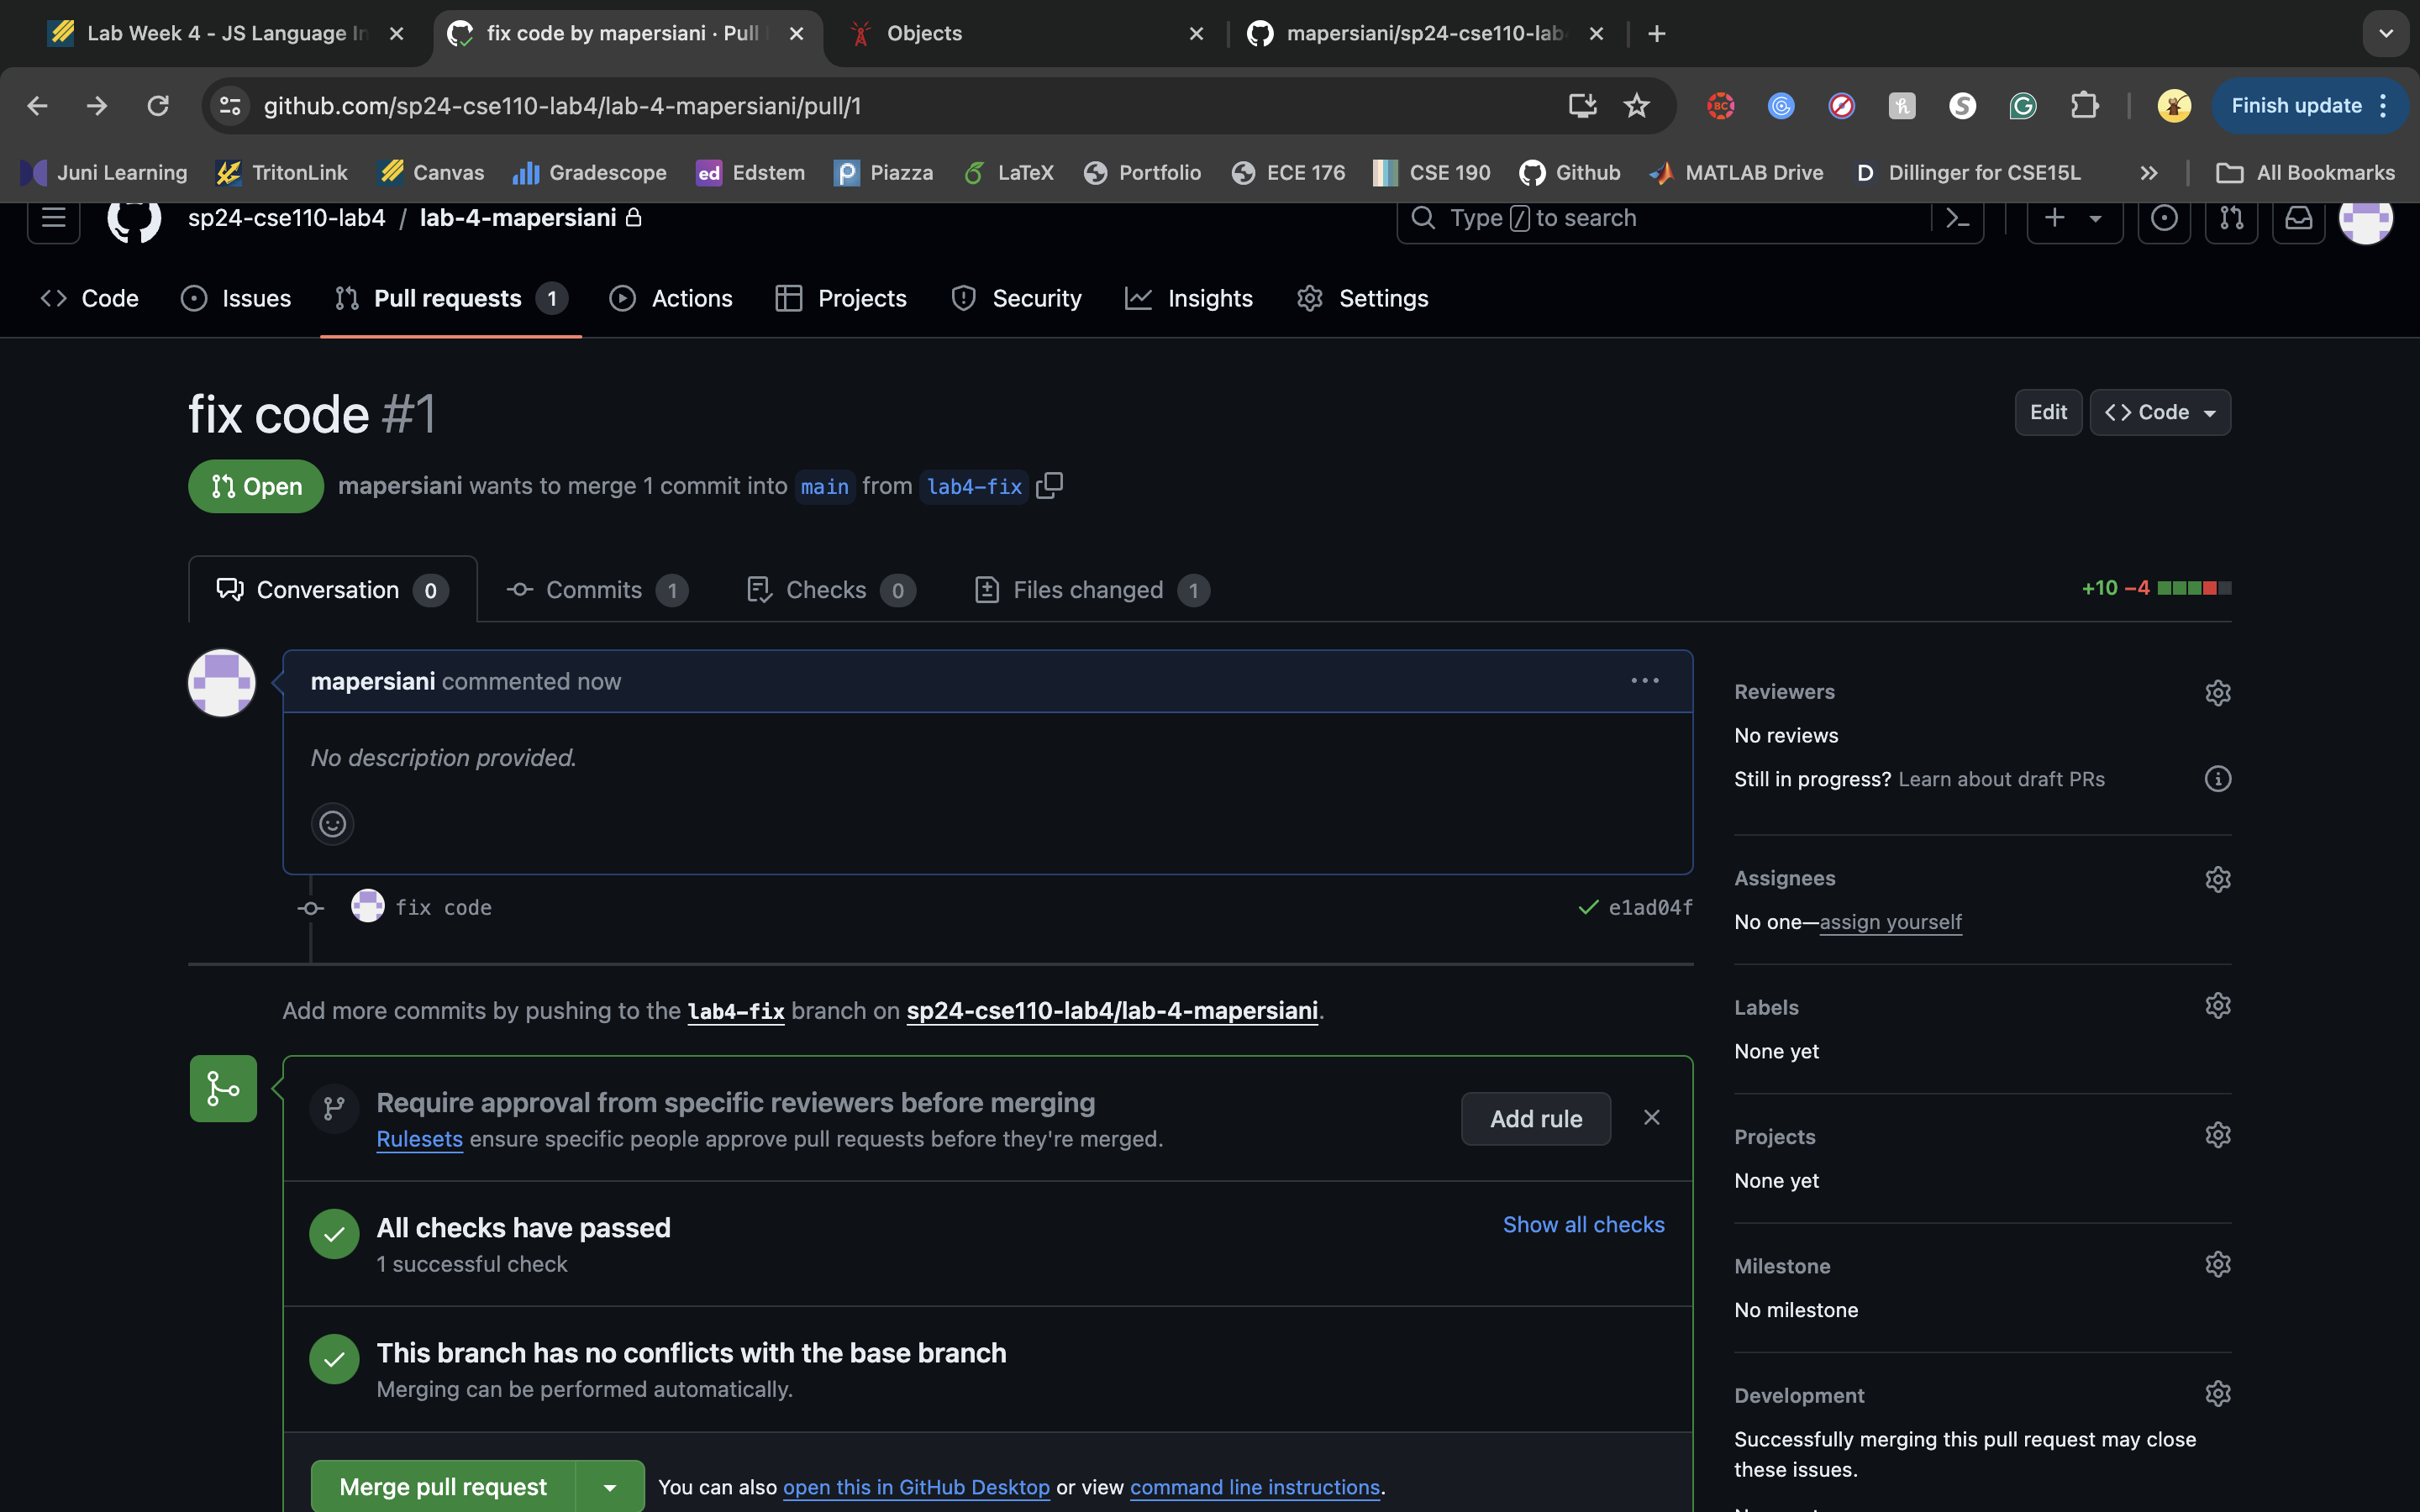 Lab Week 4 - JS Language In
fix code by mapersiani · Pull
Objects
mapersiani/sp24-cse110-lab
github.com/sp24-cse110-lab4/lab-4-mapersiani/pull/1
BC
Finish update
Juni Learning
TritonLink
Canvas
Gradescope
ed Edstem
Piazza
LaTeX
Portfolio
ECE 176
CSE 190
Github
MATLAB Drive
D Dillinger for CSE15L
All Bookmarks
sp24-cse110-lab4 / lab-4-mapersiani
Type / to search
Code
Issues
Pull requests 1
Actions
Projects
Security
Insights
Settings
fix code #1
Edit
Code
Open
mapersiani wants to merge 1 commit into main from lab4-fix
Conversation 0
Commits 1
Checks 0
Files changed 1
+10 −4
mapersiani commented now
No description provided.
fix code
e1ad04f
Add more commits by pushing to the lab4-fix branch on sp24-cse110-lab4/lab-4-mapersiani.
Require approval from specific reviewers before merging
Rulesets ensure specific people approve pull requests before they're merged.
Add rule
All checks have passed
1 successful check
Show all checks
This branch has no conflicts with the base branch
Merging can be performed automatically.
Merge pull request
You can also open this in GitHub Desktop or view command line instructions.
Reviewers
No reviews
Still in progress? Learn about draft PRs
Assignees
No one—assign yourself
Labels
None yet
Projects
None yet
Milestone
No milestone
Development
Successfully merging this pull request may close
these issues.